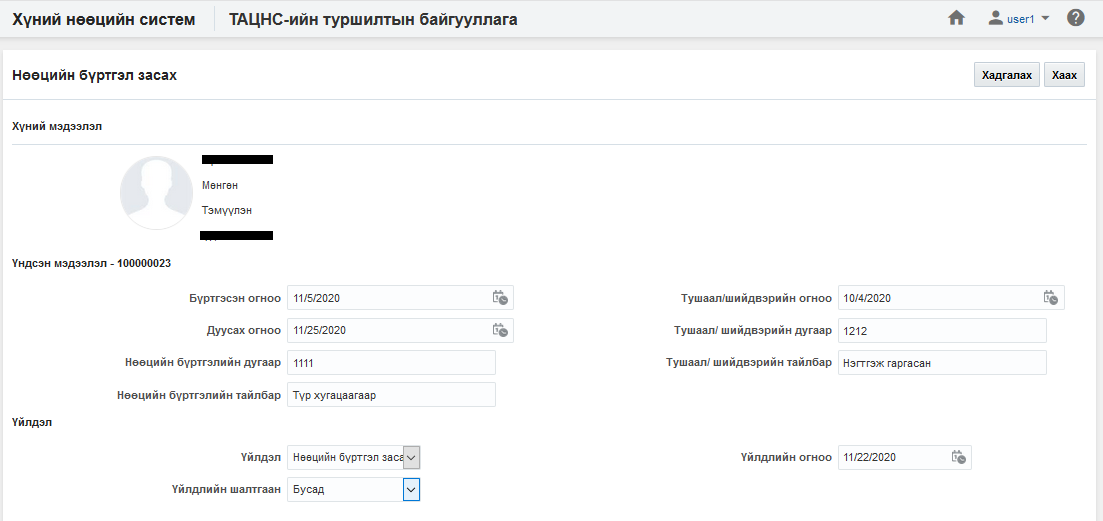 Хүний нөөцийн систем ТАЦНС-ийн туршилтын байгууллага user1
Нөөцийн бүртгэл засах Хадгалах Хаах
Хүний мэдээлэл
Мөнгөн
Тэмүүлэн
Үндсэн мэдээлэл - 100000023
Бүртгэсэн огноо 11/5/2020 Тушаал/шийдвэрийн огноо 10/4/2020
Дуусах огноо 11/25/2020 Тушаал/ шийдвэрийн дугаар 1212
Нөөцийн бүртгэлийн дугаар 1111 Тушаал/ шийдвэрийн тайлбар Нэгтгэж гаргасан
Нөөцийн бүртгэлийн тайлбар Түр хугацаагаар
Үйлдэл
Үйлдэл Нөөцийн бүртгэл заса Үйлдлийн огноо 11/22/2020
Үйлдлийн шалтгаан Бусад